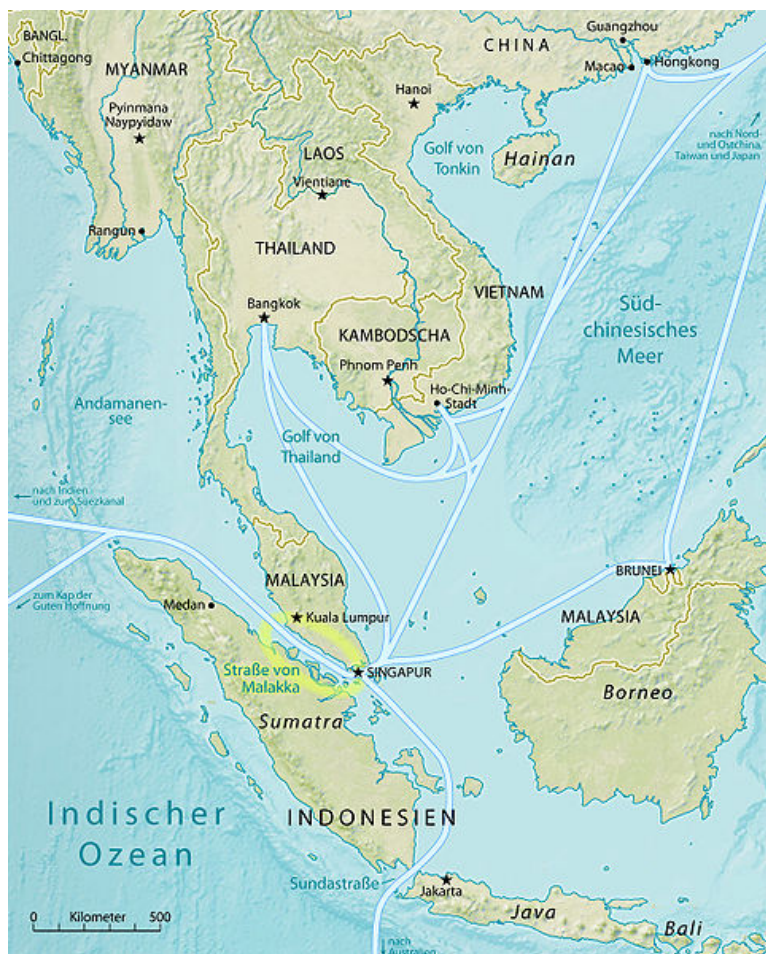 Guangzhou
BANGL.
CHINA
Chittagong
MYANMAR
Macao
Hongkong
Hanoi
Pyinmana
Naypyidaw
nach Nord-
und Ostchina,
Taiwan und Japan
Golf von
Tonkin
Hainan
LAOS
Vientiane
Rangun
THAILAND
VIETNAM
Bangkok
Süd-
chinesisches
Meer
KAMBODSCHA
Phnom Penh
Ho-Chi-Minh-
Stadt
Andamanen-
see
Golf von
Thailand
nach Indien
und zum Suezkanal
BRUNEI
MALAYSIA
zum Kap der
Guten Hoffnung
Medan
Kuala Lumpur
MALAYSIA
Straße von
Malakka
SINGAPUR
Borneo
Sumatra
Indischer
Ozean
INDONESIEN
Sundastraße
Jakarta
0 Kilometer 500
Java
Bali
nach
Australien